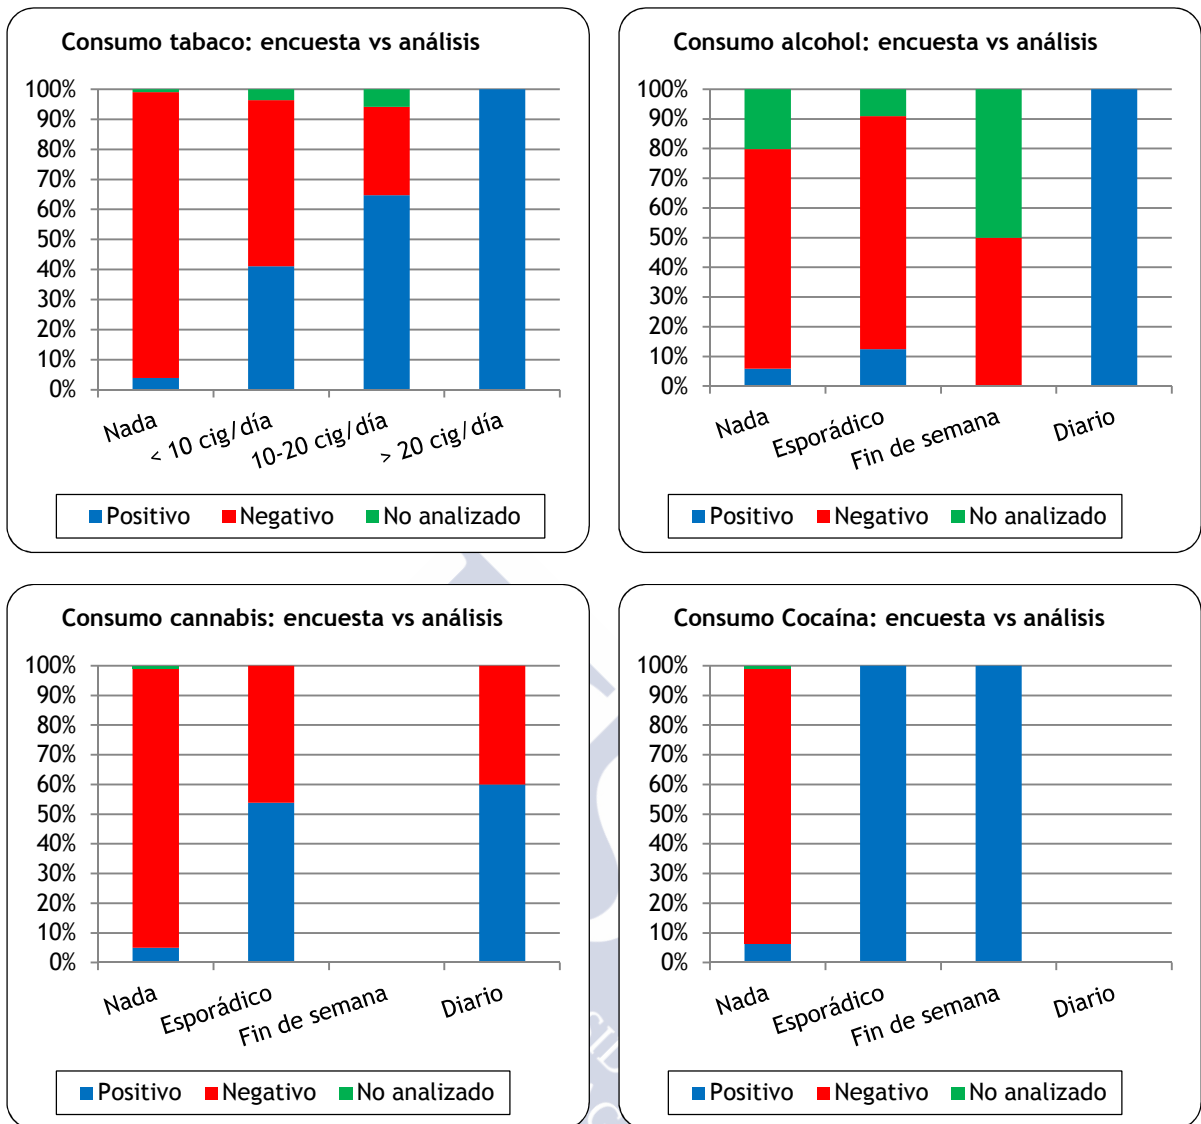 Consumo tabaco: encuesta vs análisis
100%
90%
80%
70%
60%
50%
40%
30%
20%
10%
0%
Nada
< 10 cig/día
10-20 cig/día
> 20 cig/día
Positivo Negativo No analizado
Consumo alcohol: encuesta vs análisis
100%
90%
80%
70%
60%
50%
40%
30%
20%
10%
0%
Nada
Esporádico
Fin de semana
Diario
Positivo Negativo No analizado
Consumo cannabis: encuesta vs análisis
100%
90%
80%
70%
60%
50%
40%
30%
20%
10%
0%
Nada
Esporádico
Fin de semana
Diario
Positivo Negativo No analizado
Consumo Cocaína: encuesta vs análisis
100%
90%
80%
70%
60%
50%
40%
30%
20%
10%
0%
Nada
Esporádico
Fin de semana
Diario
Positivo Negativo No analizado